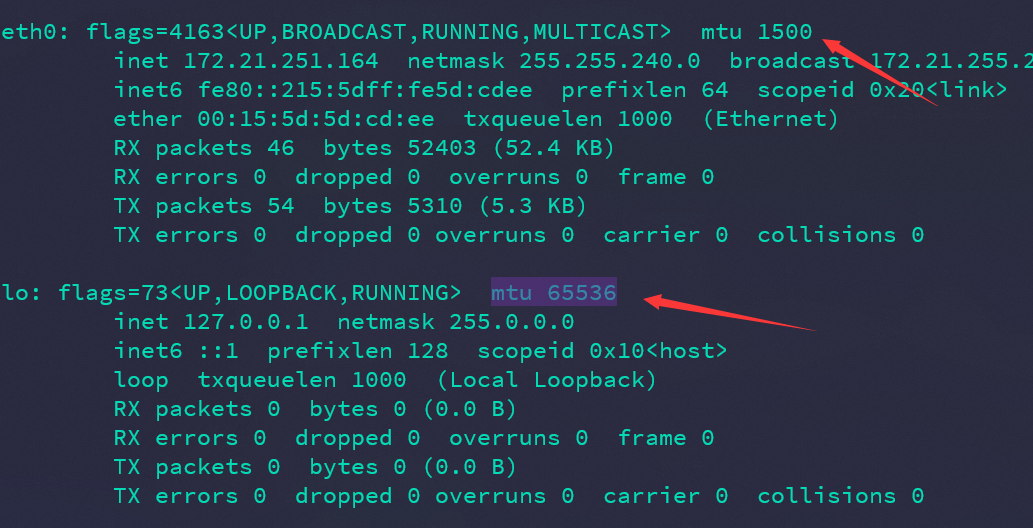 eth0: flags=4163<UP,BROADCAST,RUNNING,MULTICAST>  mtu 1500
        inet 172.21.251.164  netmask 255.255.240.0  broadcast 172.21.255.2
        inet6 fe80::215:5dff:fe5d:cdee  prefixlen 64  scopeid 0x20<link>
        ether 00:15:5d:5d:cd:ee  txqueuelen 1000  (Ethernet)
        RX packets 46  bytes 52403 (52.4 KB)
        RX errors 0  dropped 0  overruns 0  frame 0
        TX packets 54  bytes 5310 (5.3 KB)
        TX errors 0  dropped 0 overruns 0  carrier 0  collisions 0

lo: flags=73<UP,LOOPBACK,RUNNING>  mtu 65536
        inet 127.0.0.1  netmask 255.0.0.0
        inet6 ::1  prefixlen 128  scopeid 0x10<host>
        loop  txqueuelen 1000  (Local Loopback)
        RX packets 0  bytes 0 (0.0 B)
        RX errors 0  dropped 0  overruns 0  frame 0
        TX packets 0  bytes 0 (0.0 B)
        TX errors 0  dropped 0 overruns 0  carrier 0  collisions 0